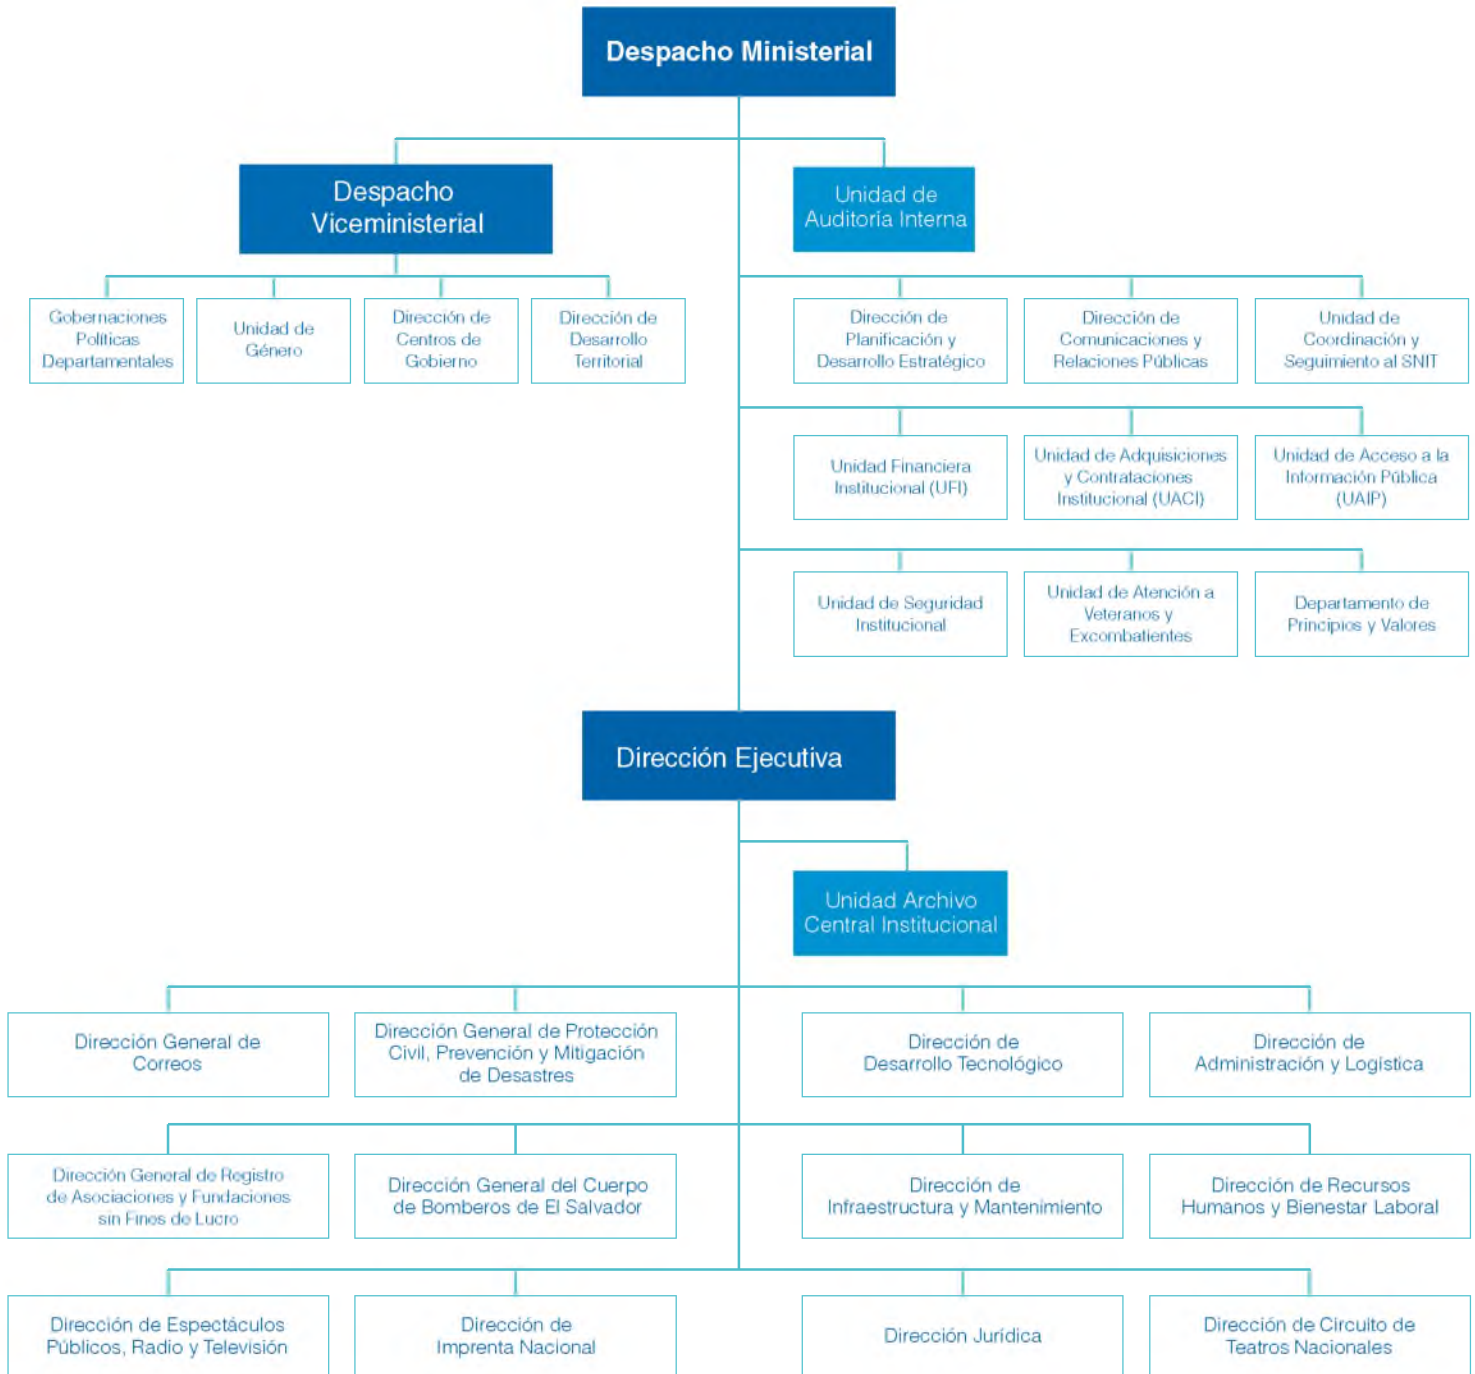 Despacho Ministerial
Despacho
Viceministerial
Unidad de
Auditoría Interna
Gobernaciones
Políticas
Departamentales
Unidad de
Género
Dirección de
Centros de
Gobierno
Dirección de
Desarrollo
Territorial
Dirección de
Planificación y
Desarrollo Estratégico
Dirección de
Comunicaciones y
Relaciones Públicas
Unidad de
Coordinación y
Seguimiento al SNIT
Unidad Financiera
Institucional (UFI)
Unidad de Adquisiciones
y Contrataciones
Institucional (UACI)
Unidad de Acceso a la
Información Pública
(UAIP)
Unidad de Seguridad
Institucional
Unidad de Atención a
Veteranos y
Excombatientes
Departamento de
Principios y Valores
Dirección Ejecutiva
Unidad Archivo
Central Institucional
Dirección General de
Correos
Dirección General de Protección
Civil, Prevención y Mitigación
de Desastres
Dirección de
Desarrollo Tecnológico
Dirección de
Administración y Logística
Dirección General de Registro
de Asociaciones y Fundaciones
sin Fines de Lucro
Dirección General del Cuerpo
de Bomberos de El Salvador
Dirección de
Infraestructura y Mantenimiento
Dirección de Recursos
Humanos y Bienestar Laboral
Dirección de Espectáculos
Públicos, Radio y Televisión
Dirección de
Imprenta Nacional
Dirección Jurídica
Dirección de Circuito de
Teatros Nacionales